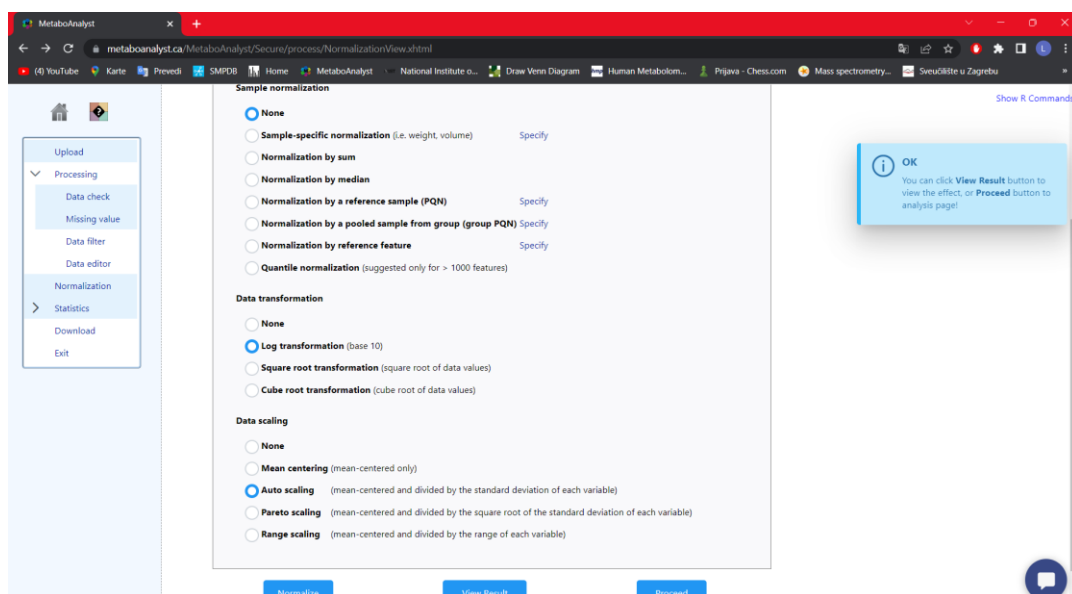 MetaboAnalyst
metaboanalyst.ca/MetaboAnalyst/Secure/process/NormalizationView.xhtml
(4) YouTube Karte Prevedi SMPDB Home MetaboAnalyst National Institute o... Draw Venn Diagram Human Metabolom... Prijava - Chess.com Mass spectrometry... Sveučilište u Zagrebu »
L
Show R Commands
Upload
Processing
Data check
Missing value
Data filter
Data editor
Normalization
Statistics
Download
Exit
Sample normalization
None
Sample-specific normalization (i.e. weight, volume) Specify
Normalization by sum
Normalization by median
Normalization by a reference sample (PQN) Specify
Normalization by a pooled sample from group (group PQN) Specify
Normalization by reference feature Specify
Quantile normalization (suggested only for > 1000 features)
Data transformation
None
Log transformation (base 10)
Square root transformation (square root of data values)
Cube root transformation (cube root of data values)
Data scaling
None
Mean centering (mean-centered only)
Auto scaling (mean-centered and divided by the standard deviation of each variable)
Pareto scaling (mean-centered and divided by the square root of the standard deviation of each variable)
Range scaling (mean-centered and divided by the range of each variable)
Normalize View Result Proceed
OK
You can click View Result button to
view the effect, or Proceed button to
analysis page!